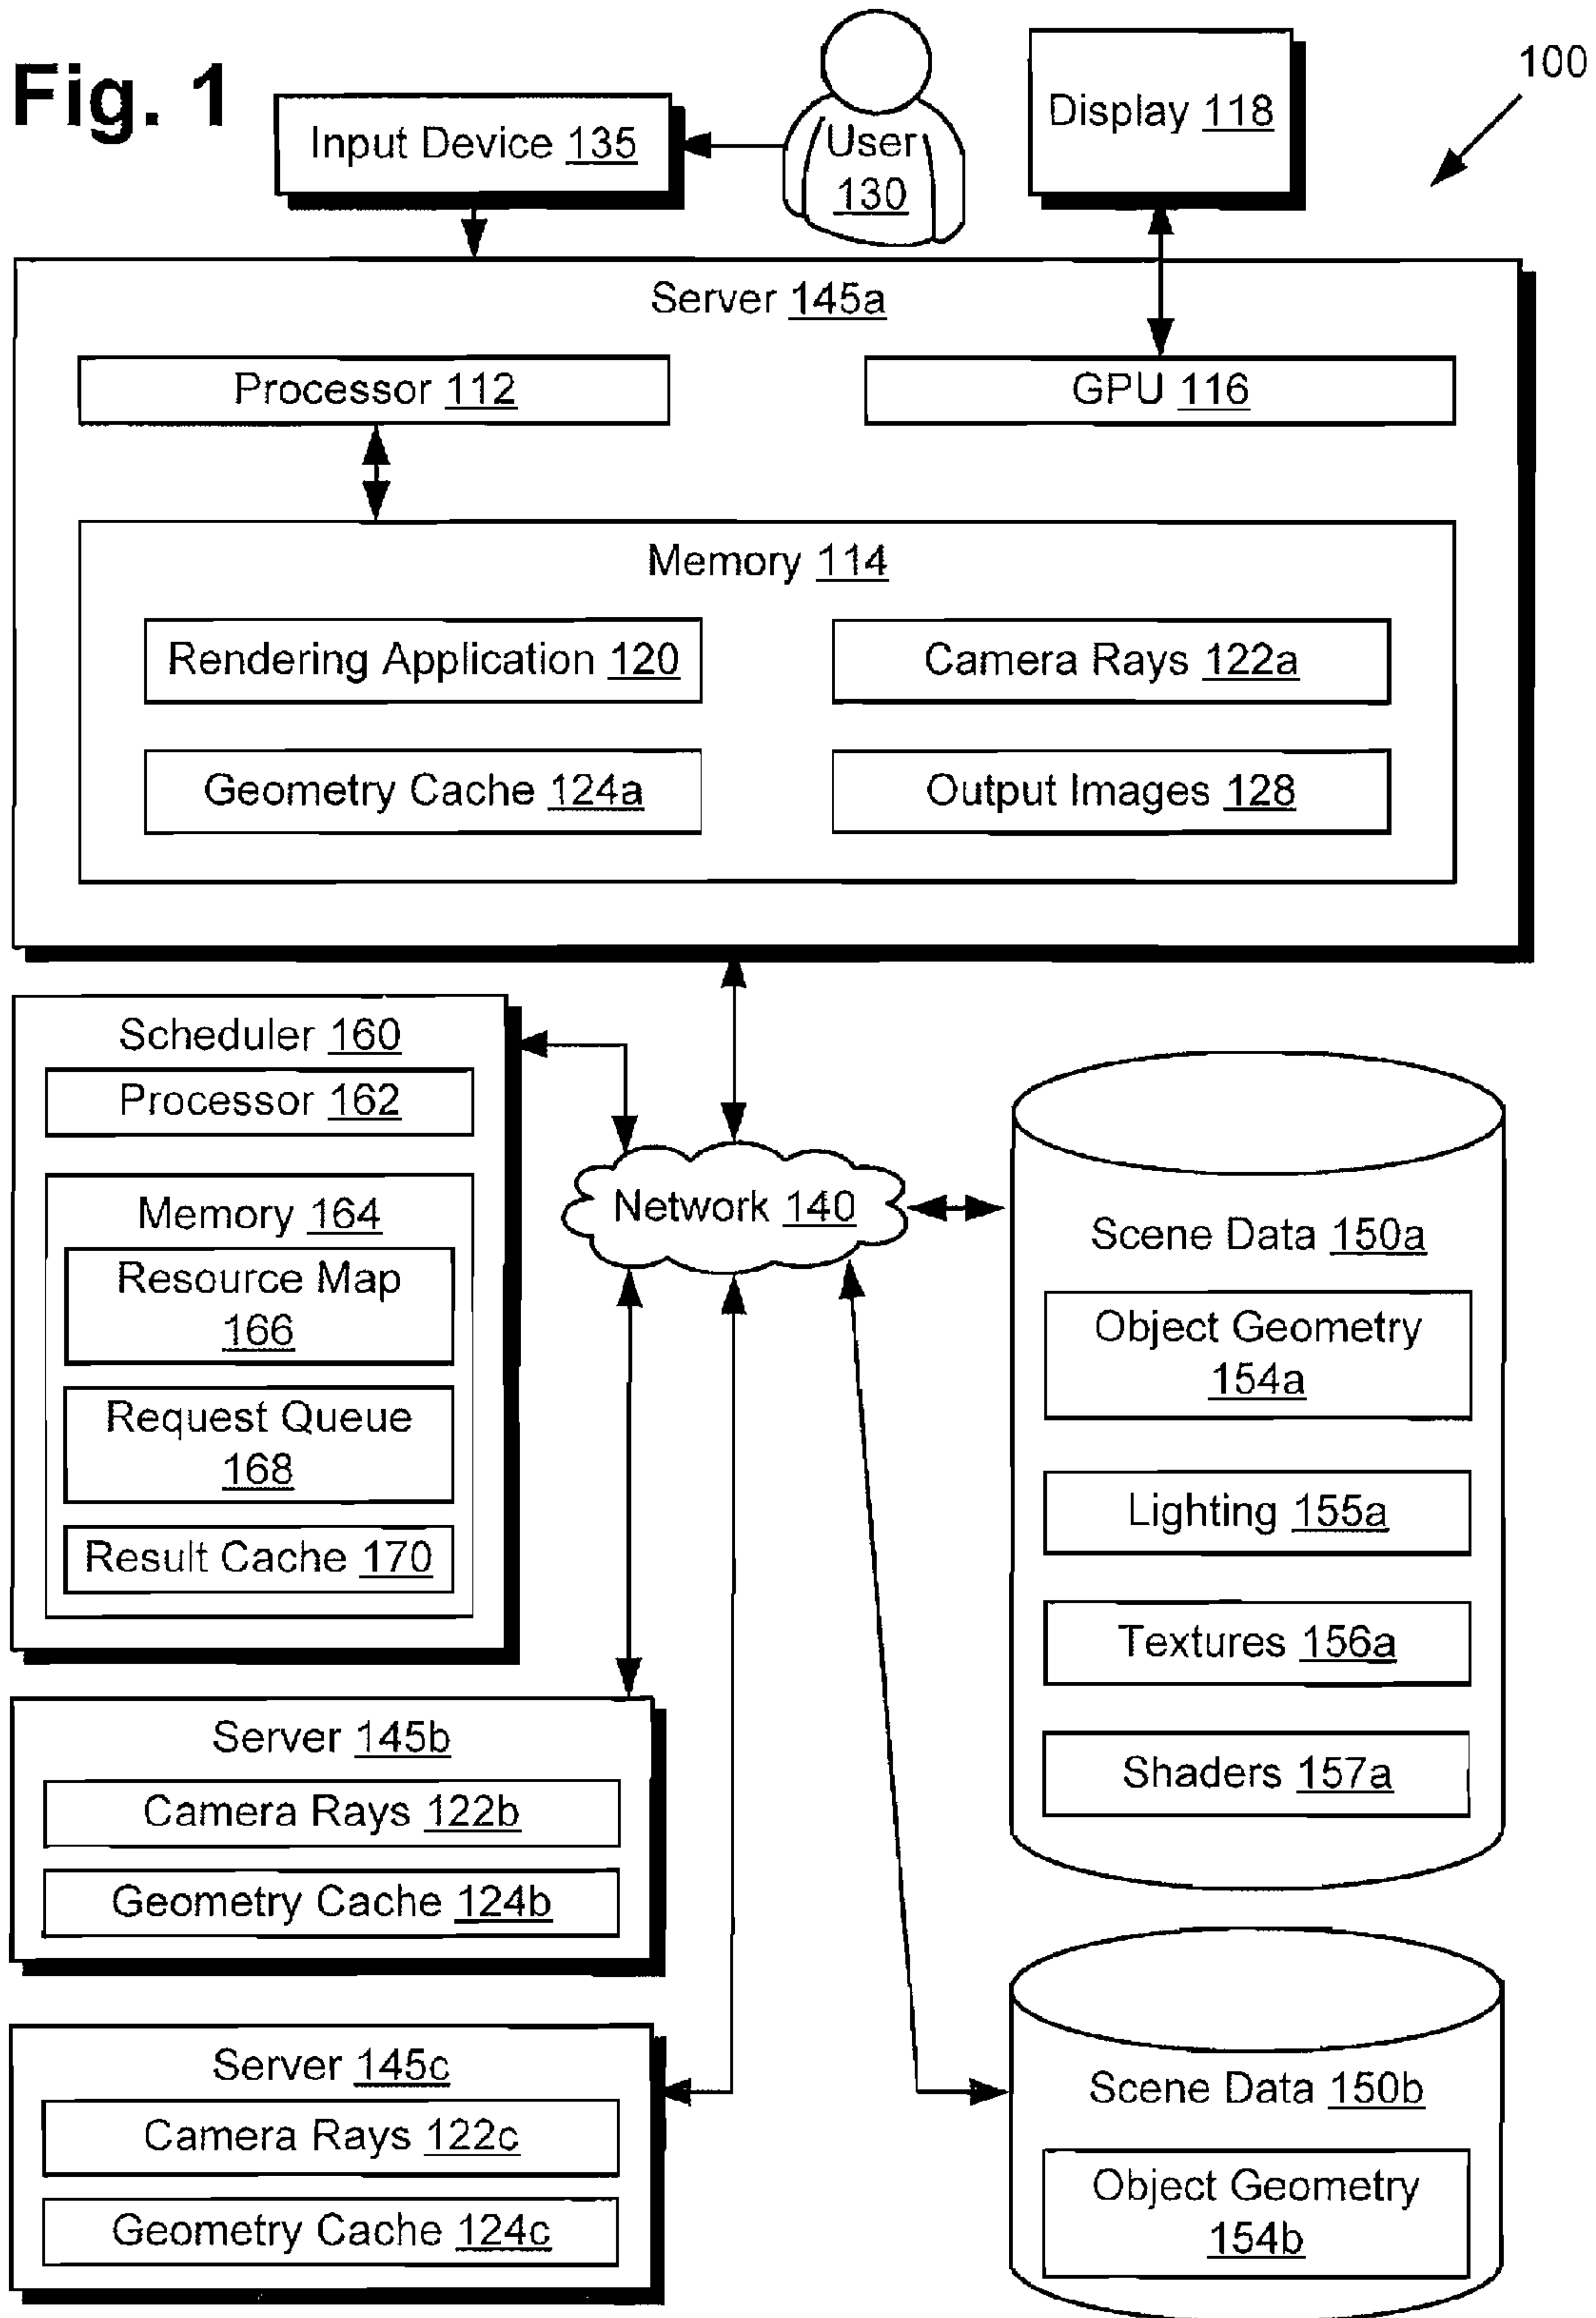 Fig. 1
100
Input Device 135
User
130
Display 118
Server 145a
Processor 112
GPU 116
Memory 114
Rendering Application 120
Camera Rays 122a
Geometry Cache 124a
Output Images 128
Scheduler 160
Processor 162
Memory 164
Resource Map
166
Request Queue
168
Result Cache 170
Network 140
Scene Data 150a
Object Geometry
154a
Lighting 155a
Textures 156a
Shaders 157a
Server 145b
Camera Rays 122b
Geometry Cache 124b
Server 145c
Camera Rays 122c
Geometry Cache 124c
Scene Data 150b
Object Geometry
154b